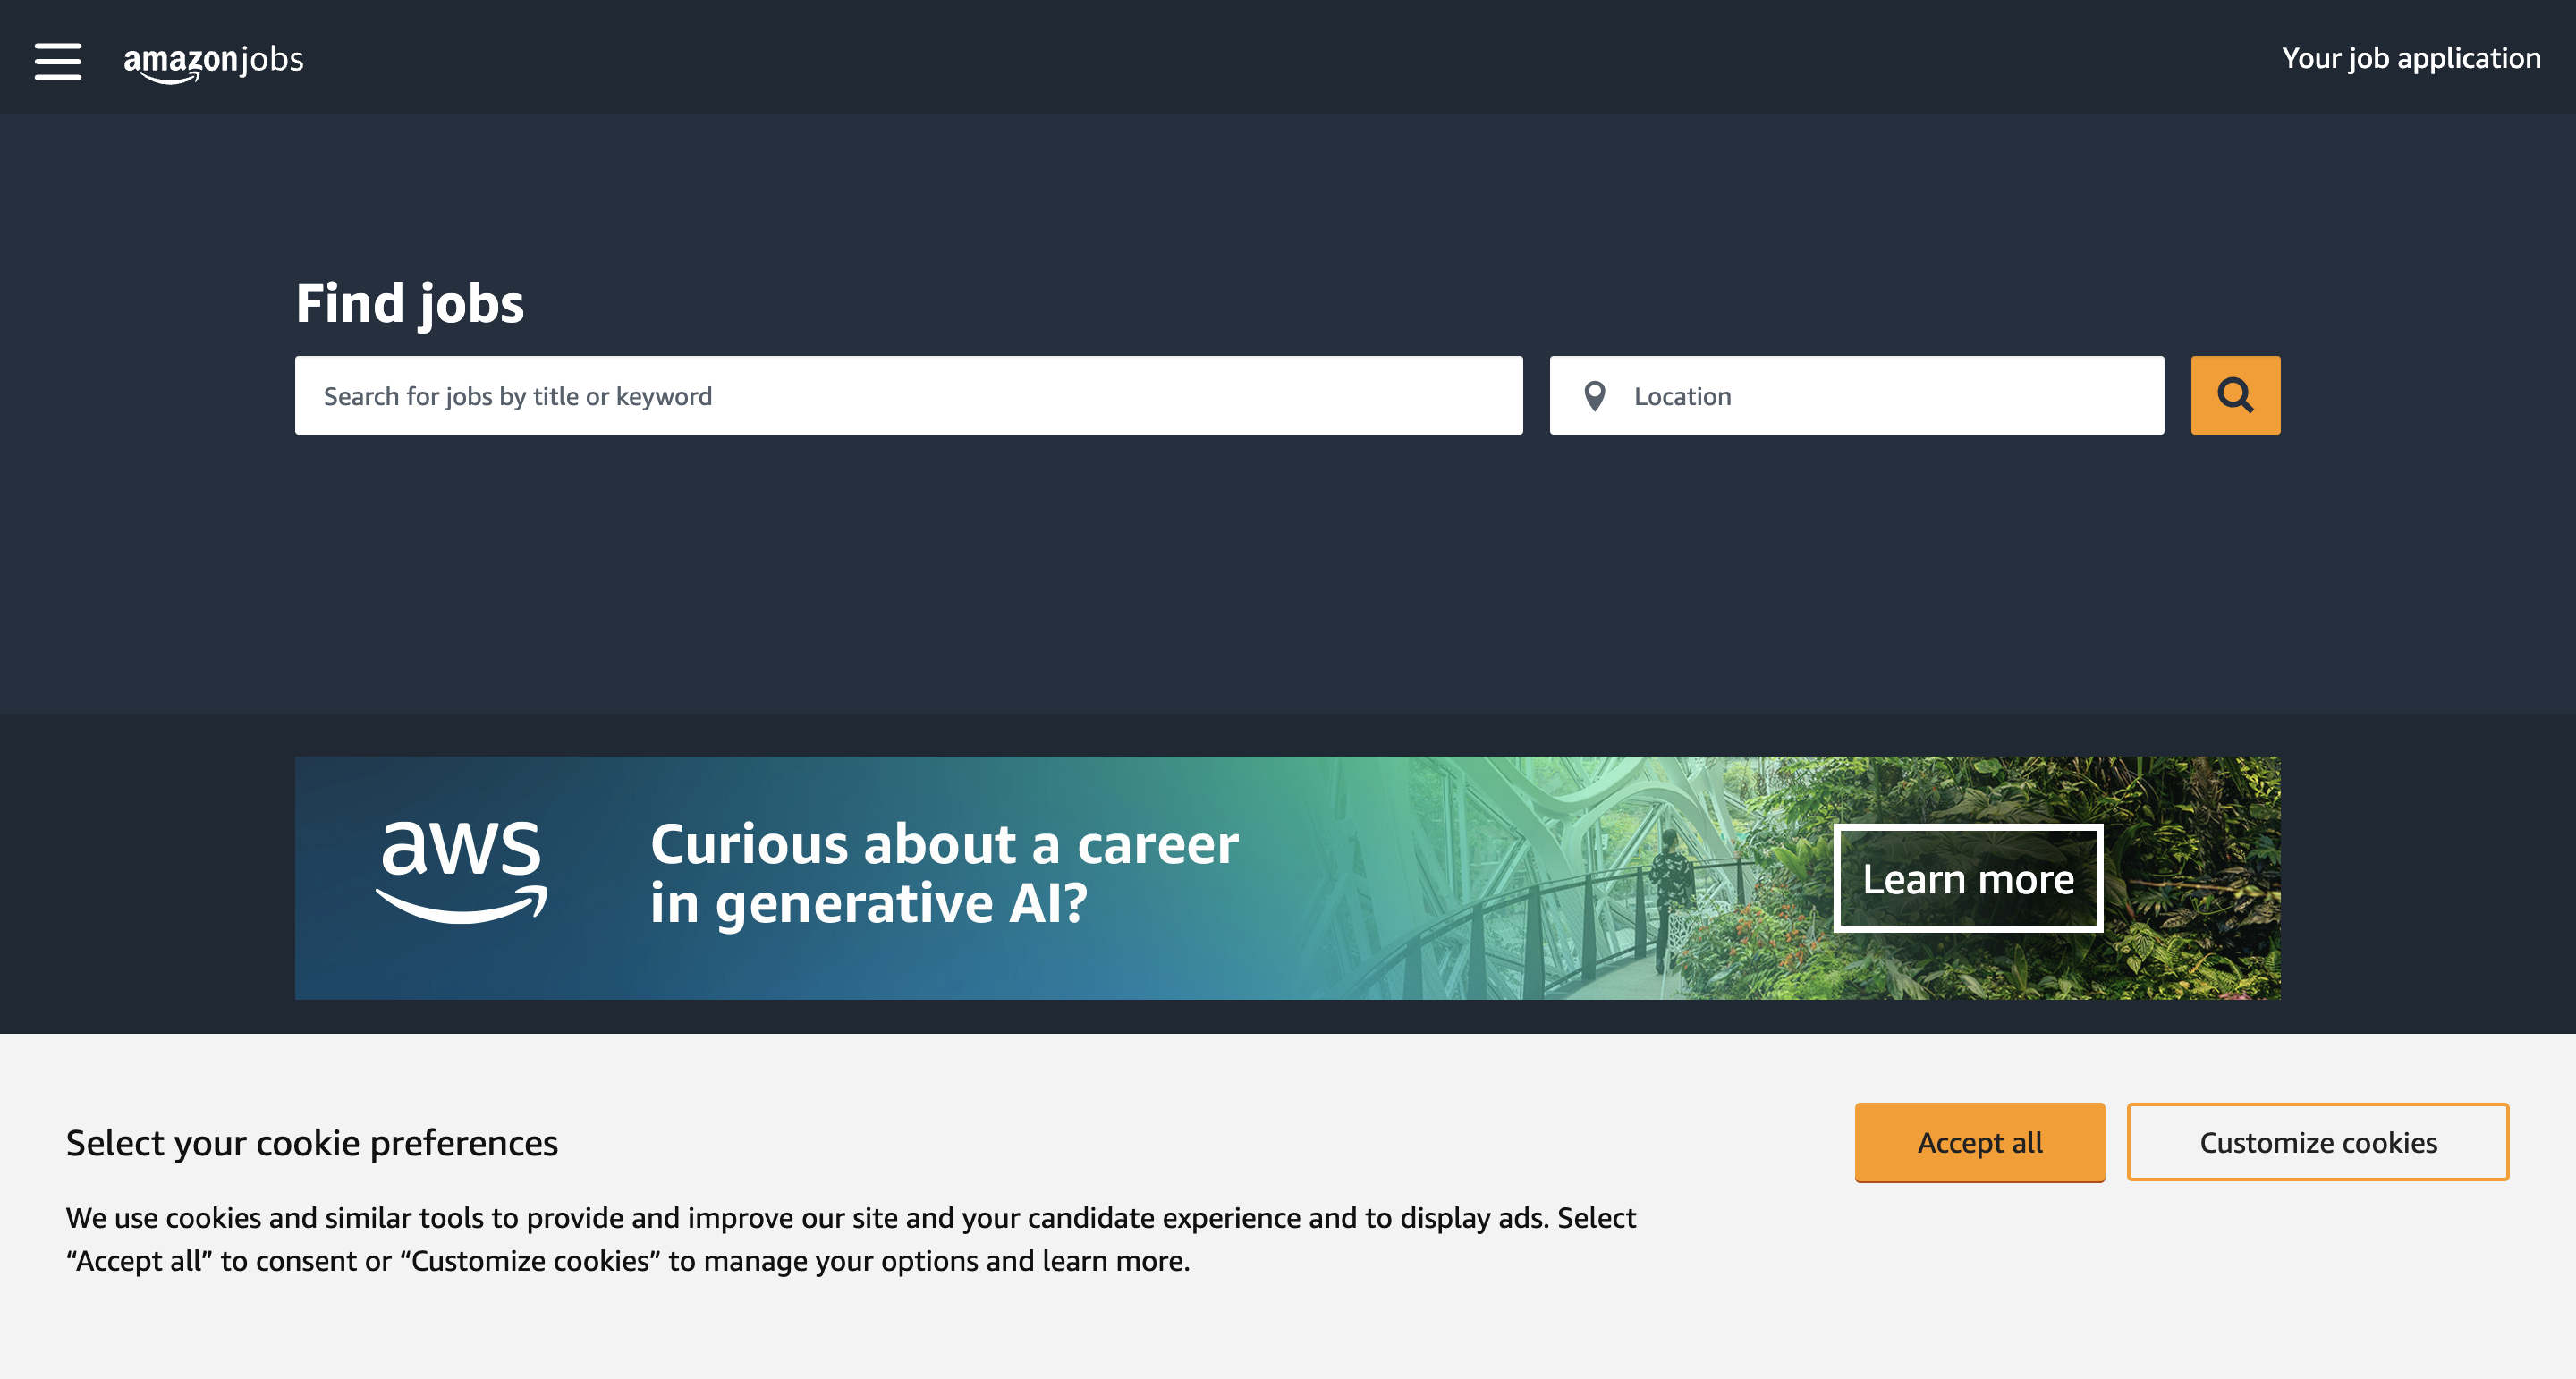 amazonjobs
Your job application
Find jobs
Search for jobs by title or keyword
Location
aws
Curious about a career
in generative AI?
Learn more
Select your cookie preferences
Accept all
Customize cookies
We use cookies and similar tools to provide and improve our site and your candidate experience and to display ads. Select
“Accept all” to consent or “Customize cookies” to manage your options and learn more.